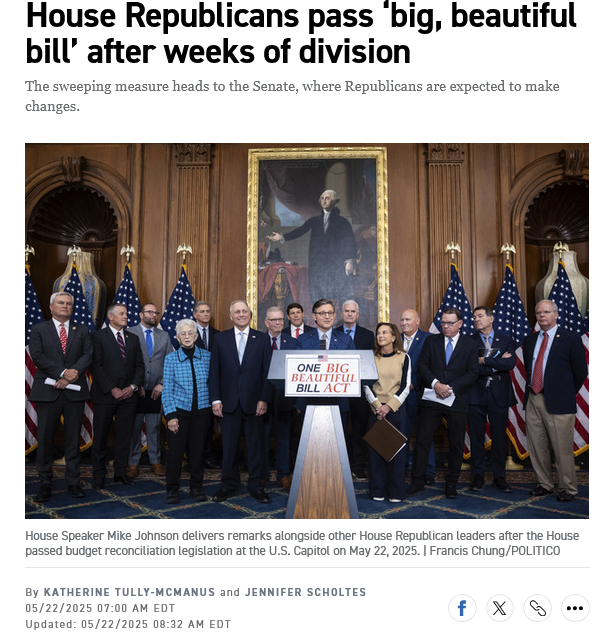 House Republicans pass ‘big, beautiful
bill’ after weeks of division
The sweeping measure heads to the Senate, where Republicans are expected to make
changes.
ONE BIG
BEAUTIFUL
BILL ACT
House Speaker Mike Johnson delivers remarks alongside other House Republican leaders after the House
passed budget reconciliation legislation at the U.S. Capitol on May 22, 2025. | Francis Chung/POLITICO
By KATHERINE TULLY-MCMANUS and JENNIFER SCHOLTES
05/22/2025 07:00 AM EDT
Updated: 05/22/2025 08:32 AM EDT